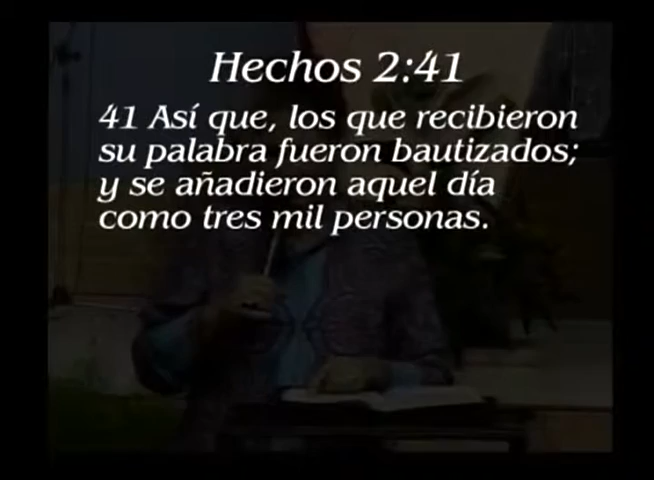 Hechos 2:41
41 Así que, los que recibieron
su palabra fueron bautizados;
y se añadieron aquel día
como tres mil personas.